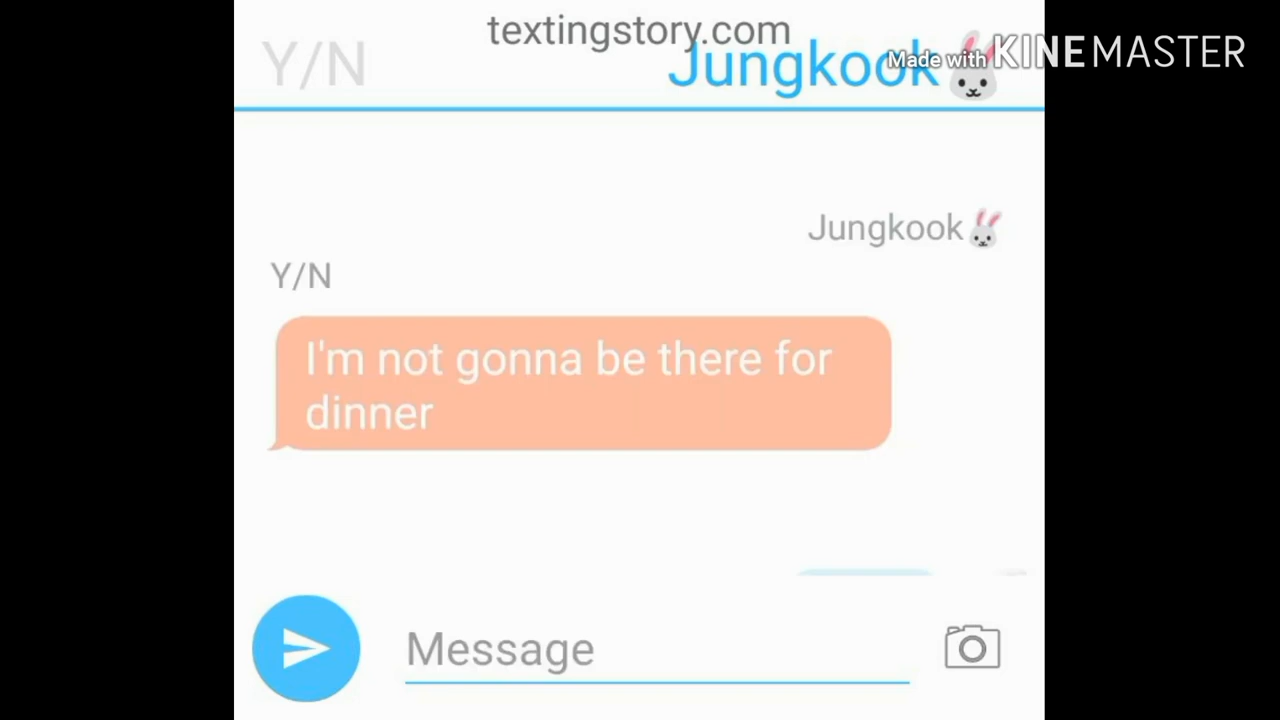 textingstory.com
Y/N
Jungkook🐰
Made with KINEMASTER
Jungkook🐰
Y/N
I'm not gonna be there for
dinner
Message